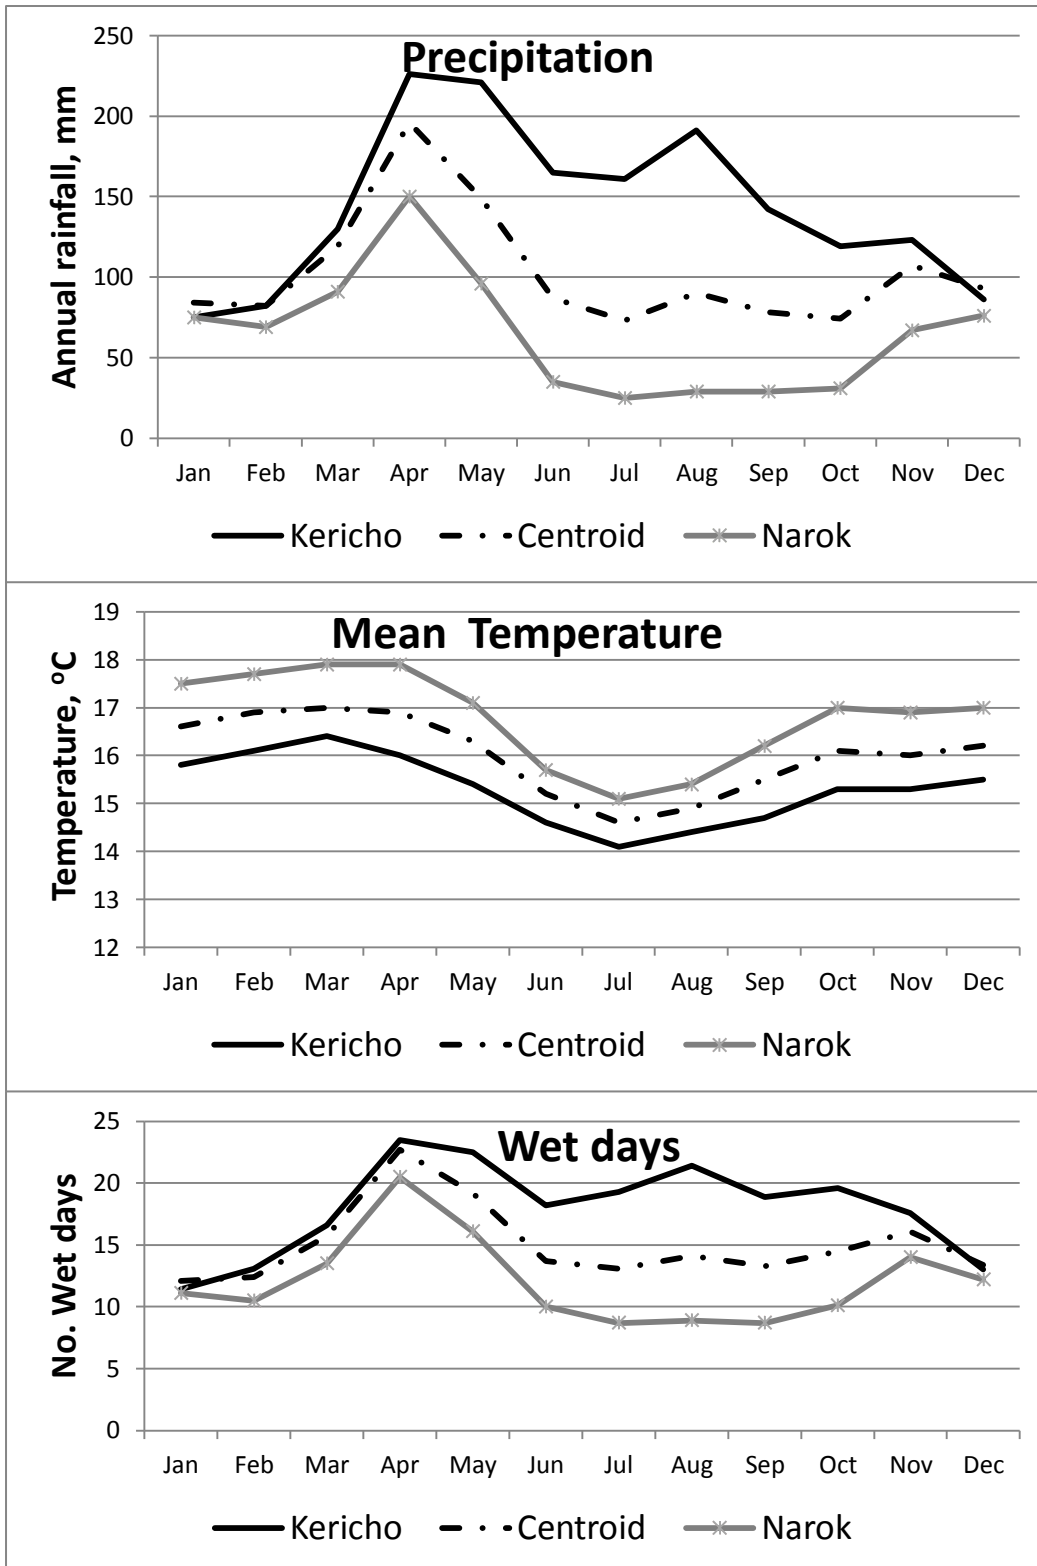 Precipitation
Annual rainfall, mm
250
200
150
100
50
0
Jan Feb Mar Apr May Jun Jul Aug Sep Oct Nov Dec
Kericho Centroid Narok
Mean Temperature
Temperature, ºC
19
18
17
16
15
14
13
12
Jan Feb Mar Apr May Jun Jul Aug Sep Oct Nov Dec
Kericho Centroid Narok
Wet days
No. Wet days
25
20
15
10
5
0
Jan Feb Mar Apr May Jun Jul Aug Sep Oct Nov Dec
Kericho Centroid Narok